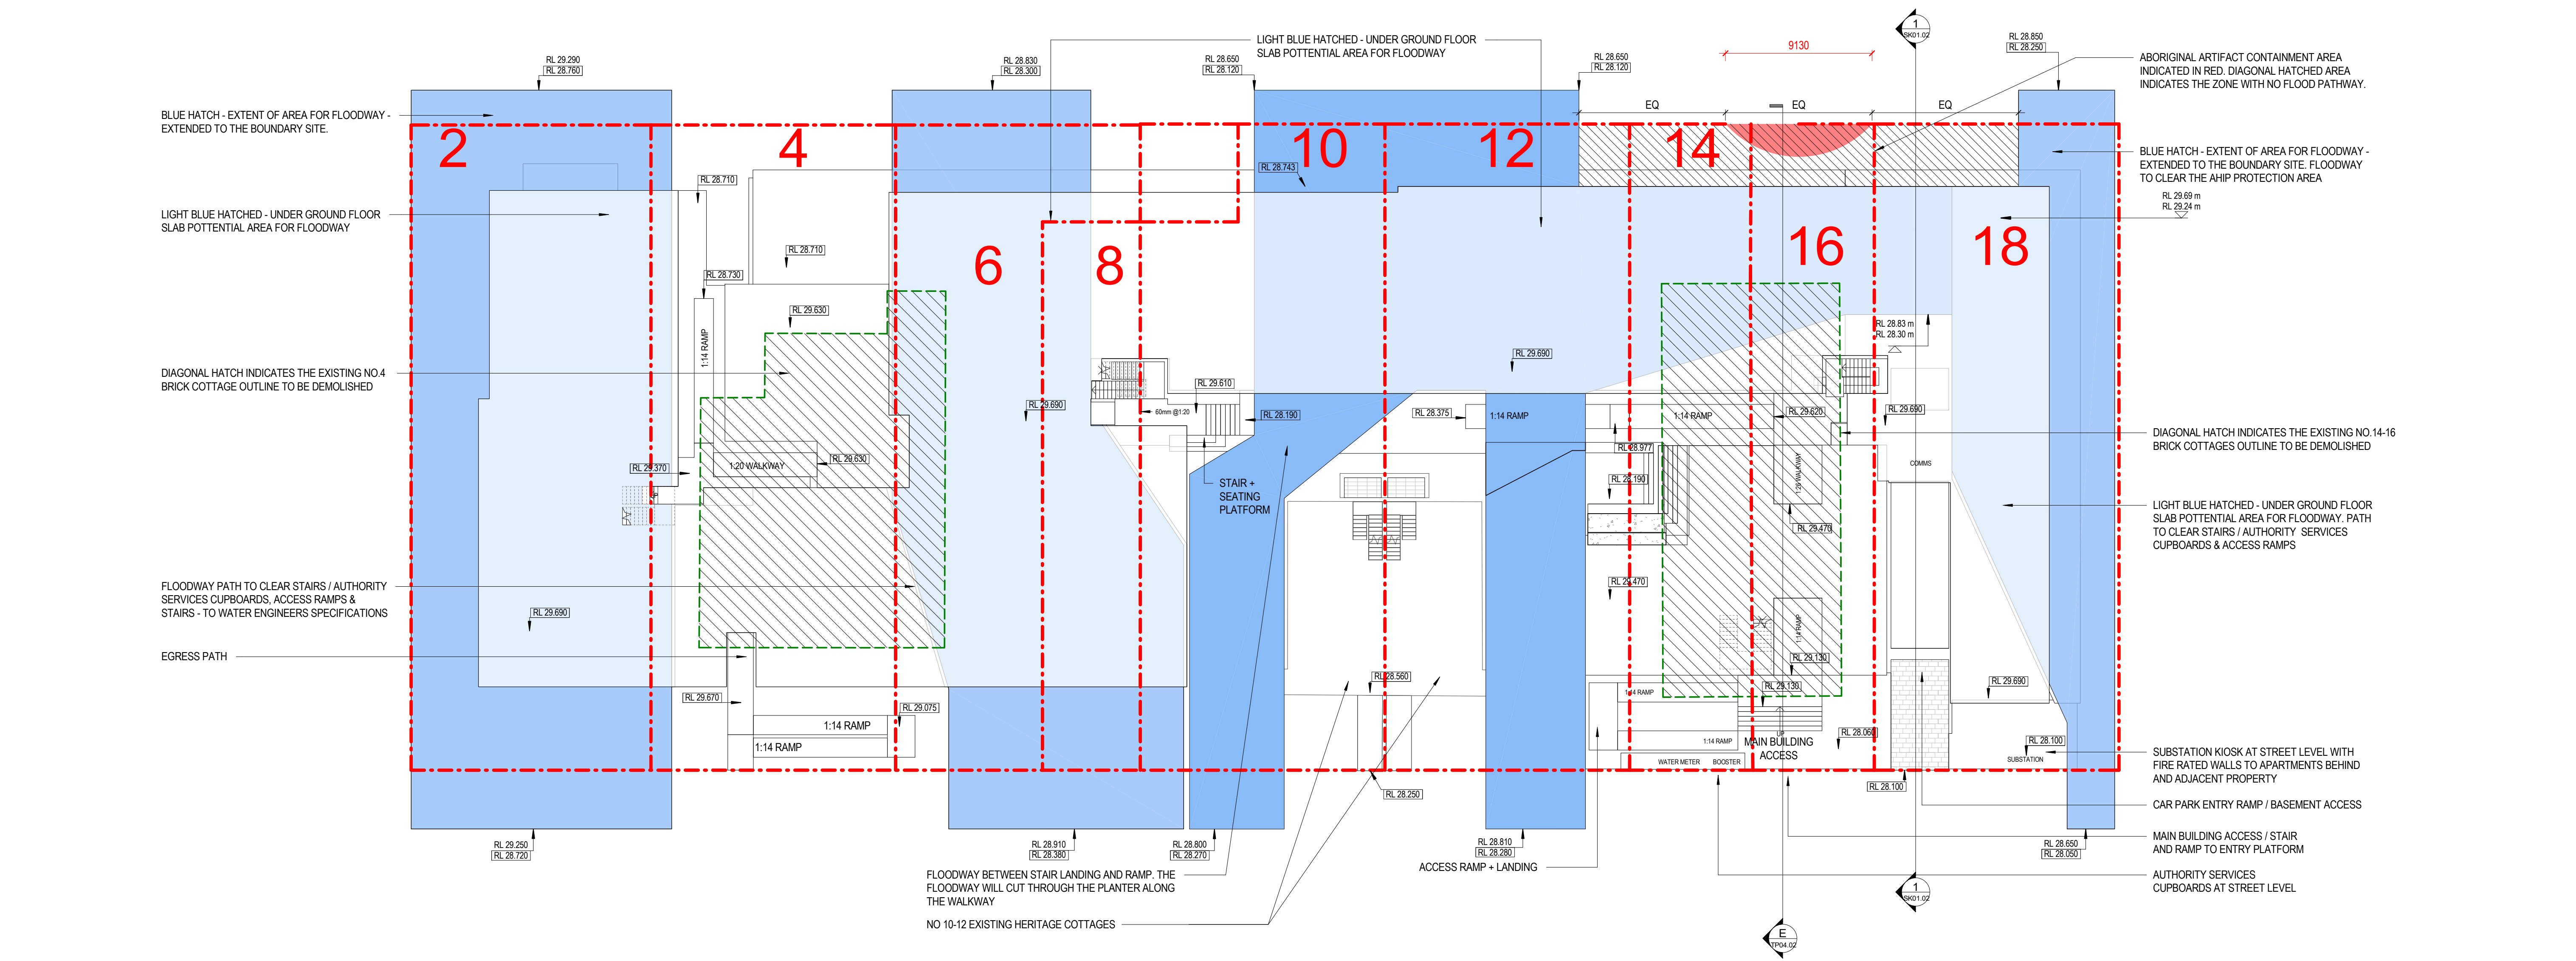 LIGHT BLUE HATCHED - UNDER GROUND FLOOR
SLAB POTTENTIAL AREA FOR FLOODWAY
9130
1
SK01.02
RL 28.850
RL 28.250
ABORIGINAL ARTIFACT CONTAINMENT AREA
INDICATED IN RED. DIAGONAL HATCHED AREA
INDICATES THE ZONE WITH NO FLOOD PATHWAY.
RL 29.290
RL 28.760
RL 28.830
RL 28.300
RL 28.650
RL 28.120
RL 28.650
RL 28.120
EQ
EQ
EQ
BLUE HATCH - EXTENT OF AREA FOR FLOODWAY -
EXTENDED TO THE BOUNDARY SITE.
2
4
10
12
14
BLUE HATCH - EXTENT OF AREA FOR FLOODWAY -
EXTENDED TO THE BOUNDARY SITE. FLOODWAY
TO CLEAR THE AHIP PROTECTION AREA
RL 28.743
RL 28.710
RL 29.69 m
RL 29.24 m
LIGHT BLUE HATCHED - UNDER GROUND FLOOR
SLAB POTTENTIAL AREA FOR FLOODWAY
RL 28.710
6
8
16
18
RL 28.730
RL 29.630
RL 28.83 m
RL 28.30 m
1:14 RAMP
RL 29.690
DIAGONAL HATCH INDICATES THE EXISTING NO.4
BRICK COTTAGE OUTLINE TO BE DEMOLISHED
RL 29.610
RL 29.690
60mm @1:20
RL 28.190
RL 28.375
1:14 RAMP
1:14 RAMP
RL 29.620
RL 29.690
DIAGONAL HATCH INDICATES THE EXISTING NO.14-16
BRICK COTTAGES OUTLINE TO BE DEMOLISHED
RL 28.977
RL 29.370
1:20 WALKWAY
RL 29.630
COMMS
1:20 WALKWAY
STAIR +
SEATING
PLATFORM
RL 28.190
RL 29.470
LIGHT BLUE HATCHED - UNDER GROUND FLOOR
SLAB POTTENTIAL AREA FOR FLOODWAY. PATH
TO CLEAR STAIRS / AUTHORITY SERVICES
CUPBOARDS & ACCESS RAMPS
FLOODWAY PATH TO CLEAR STAIRS / AUTHORITY
SERVICES CUPBOARDS, ACCESS RAMPS &
STAIRS - TO WATER ENGINEERS SPECIFICATIONS
RL 29.690
RL 29.470
1:14 RAMP
EGRESS PATH
RL 29.130
RL 28.560
RL 29.130
RL 29.690
RL 29.670
1:14 RAMP
RL 29.075
1:14 RAMP
1:14 RAMP
1:14 RAMP
UP
MAIN BUILDING
ACCESS
RL 28.060
RL 28.100
SUBSTATION
WATER METER
BOOSTER
SUBSTATION KIOSK AT STREET LEVEL WITH
FIRE RATED WALLS TO APARTMENTS BEHIND
AND ADJACENT PROPERTY
RL 28.250
RL 28.100
CAR PARK ENTRY RAMP / BASEMENT ACCESS
RL 29.250
RL 28.720
RL 28.910
RL 28.380
RL 28.800
RL 28.270
RL 28.810
RL 28.280
RL 28.650
RL 28.050
MAIN BUILDING ACCESS / STAIR
AND RAMP TO ENTRY PLATFORM
ACCESS RAMP + LANDING
FLOODWAY BETWEEN STAIR LANDING AND RAMP. THE
FLOODWAY WILL CUT THROUGH THE PLANTER ALONG
THE WALKWAY
AUTHORITY SERVICES
CUPBOARDS AT STREET LEVEL
1
SK01.02
NO 10-12 EXISTING HERITAGE COTTAGES
E
TP04.02